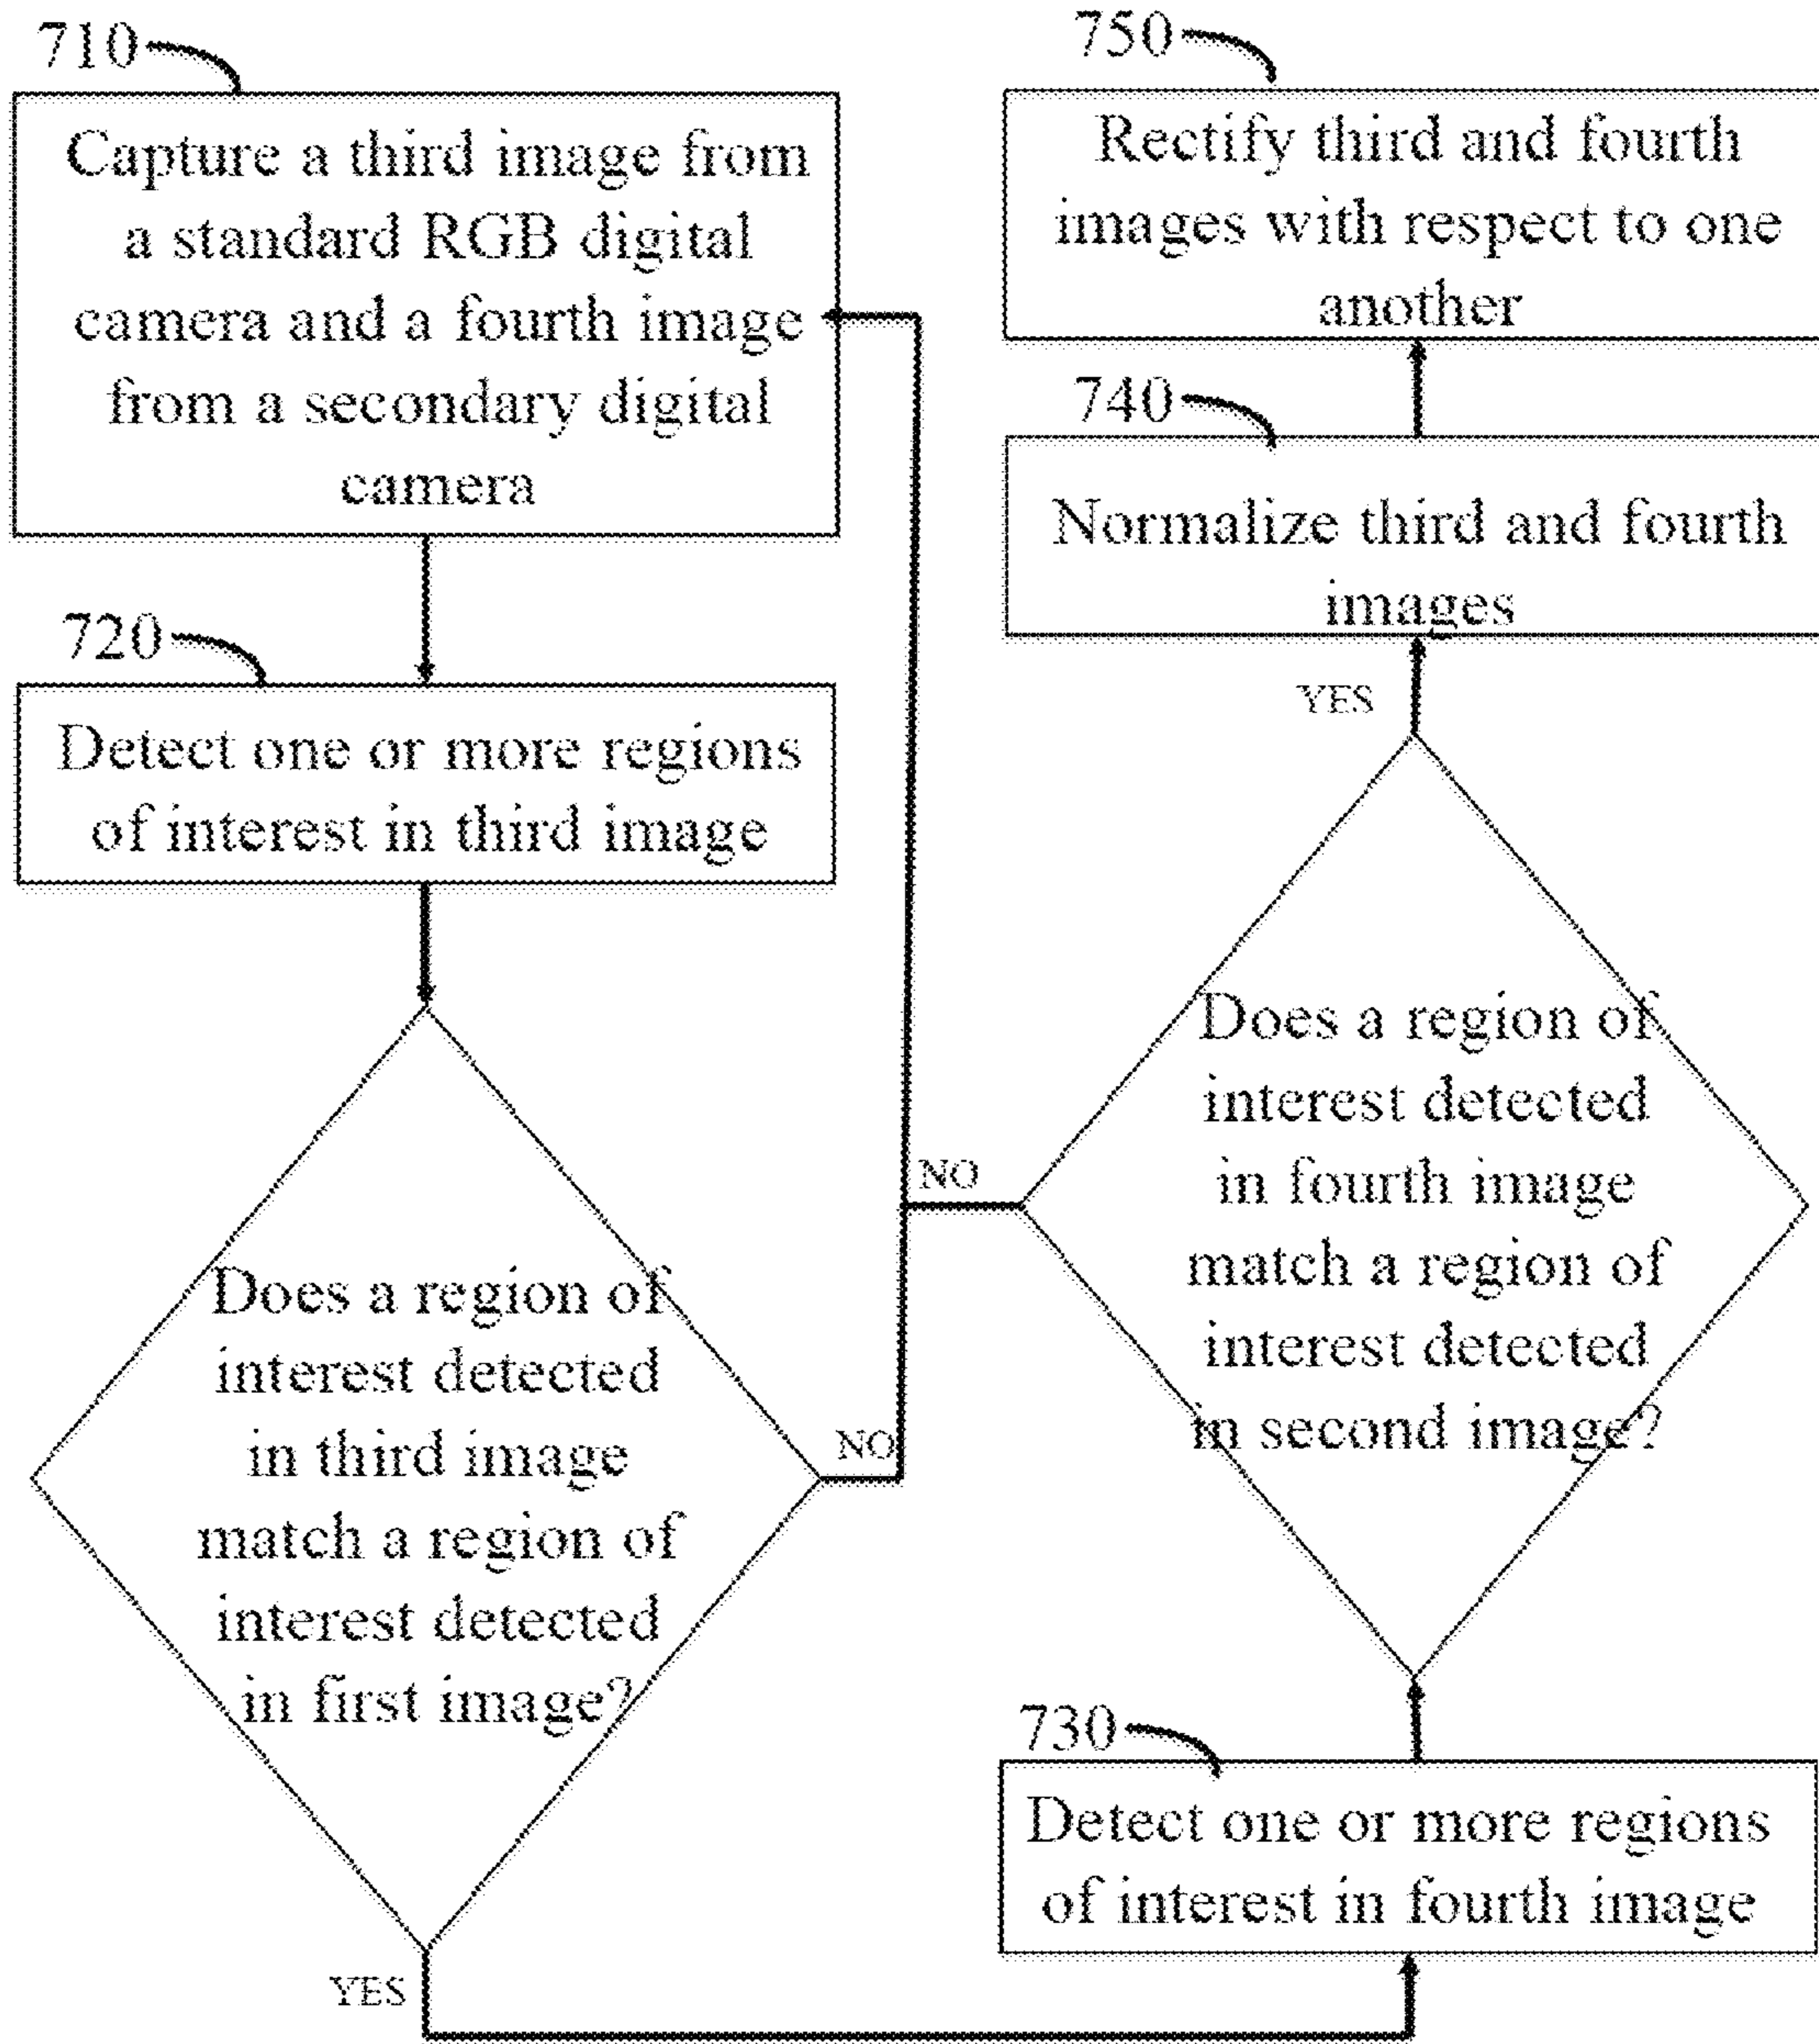 710
Capture a third image from
a standard RGB digital
camera and a fourth image
from a secondary digital
camera
720
Detect one or more regions
of interest in third image
Does a region of
interest detected
in third image
match a region of
interest detected
in first image?
NO
YES
730
Detect one or more regions
of interest in fourth image
Does a region of
interest detected
in fourth image
match a region of
interest detected
in second image?
NO
YES
740
Normalize third and fourth
images
750
Rectify third and fourth
images with respect to one
another